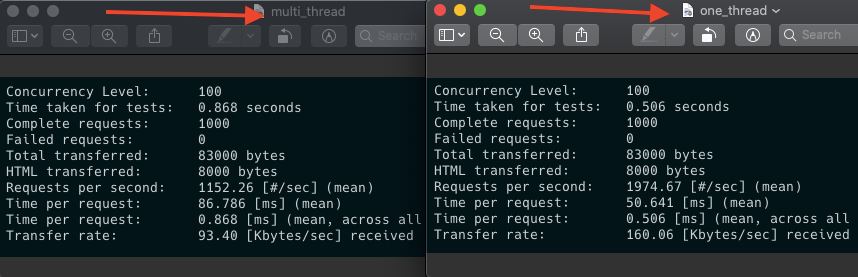 multi_thread
Search
Concurrency Level: 100
Time taken for tests: 0.868 seconds
Complete requests: 1000
Failed requests: 0
Total transferred: 83000 bytes
HTML transferred: 8000 bytes
Requests per second: 1152.26 [#/sec] (mean)
Time per request: 86.786 [ms] (mean)
Time per request: 0.868 [ms] (mean, across all
Transfer rate: 93.40 [Kbytes/sec] received
one_thread
Search
Concurrency Level: 100
Time taken for tests: 0.506 seconds
Complete requests: 1000
Failed requests: 0
Total transferred: 83000 bytes
HTML transferred: 8000 bytes
Requests per second: 1974.67 [#/sec] (mean)
Time per request: 50.641 [ms] (mean)
Time per request: 0.506 [ms] (mean, across all
Transfer rate: 160.06 [Kbytes/sec] received